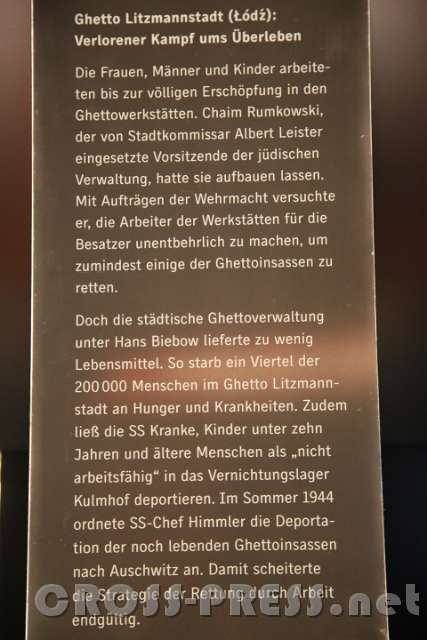 Ghetto Litzmannstadt (Łódź):
Verlorener Kampf ums Überleben
Die Frauen, Männer und Kinder arbeite-
ten bis zur völligen Erschöpfung in den
Ghettowerkstätten. Chaim Rumkowski,
der von Stadtkommissar Albert Leister
eingesetzte Vorsitzende der jüdischen
Verwaltung, hatte sie aufbauen lassen.
Mit Aufträgen der Wehrmacht versuchte
er, die Arbeiter der Werkstätten für die
Besatzer unentbehrlich zu machen, um
zumindest einige der Ghettoinsassen zu
retten.
Doch die städtische Ghettoverwaltung
unter Hans Biebow lieferte zu wenig
Lebensmittel. So starb ein Viertel der
200 000 Menschen im Ghetto Litzmann-
stadt an Hunger und Krankheiten. Zudem
ließ die SS Kranke, Kinder unter zehn
Jahren und ältere Menschen als „nicht
arbeitsfähig“ in das Vernichtungslager
Kulmhof deportieren. Im Sommer 1944
ordnete SS-Chef Himmler die Deporta-
tion der noch lebenden Ghettoinsassen
nach Auschwitz an. Damit scheiterte
die Strategie der Rettung durch Arbeit
endgültig.
CROSS-PRESS.net